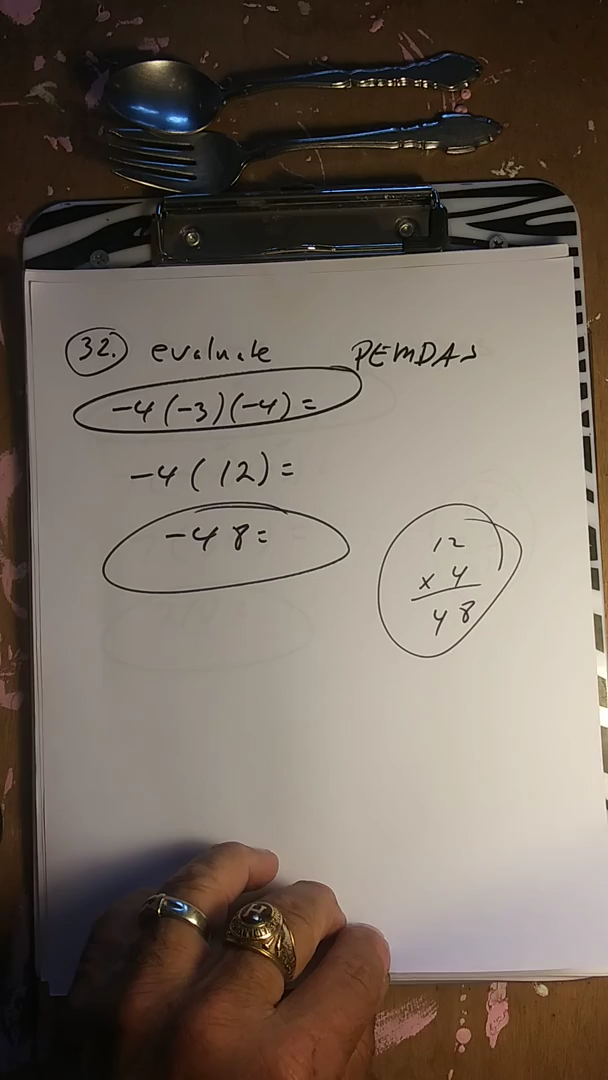 32. evaluate PEMDAS
-4(-3)(-4)=
-4(12)=
-48=
12
x 4
48
H